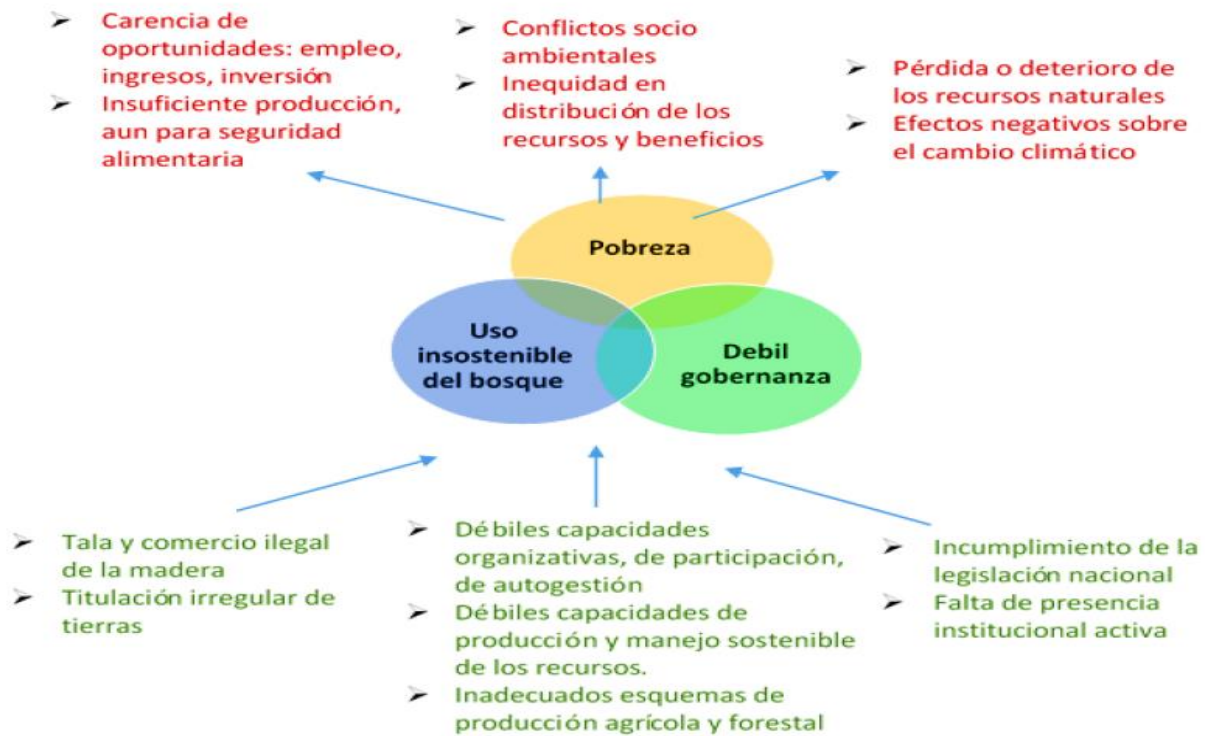 ➢ Carencia de
oportunidades: empleo,
ingresos, inversión
➢ Insuficiente producción,
aun para seguridad
alimentaria
➢ Conflictos socio
ambientales
➢ Inequidad en
distribución de los
recursos y beneficios
➢ Pérdida o deterioro de
los recursos naturales
➢ Efectos negativos sobre
el cambio climático
Pobreza
Uso
insostenible
del bosque
Debil
gobernanza
➢ Tala y comercio ilegal
de la madera
➢ Titulación irregular de
tierras
➢ Débiles capacidades
organizativas, de participación,
de autogestión
➢ Débiles capacidades de
producción y manejo sostenible
de los recursos.
➢ Inadecuados esquemas de
producción agrícola y forestal
➢ Incumplimiento de la
legislación nacional
➢ Falta de presencia
institucional activa